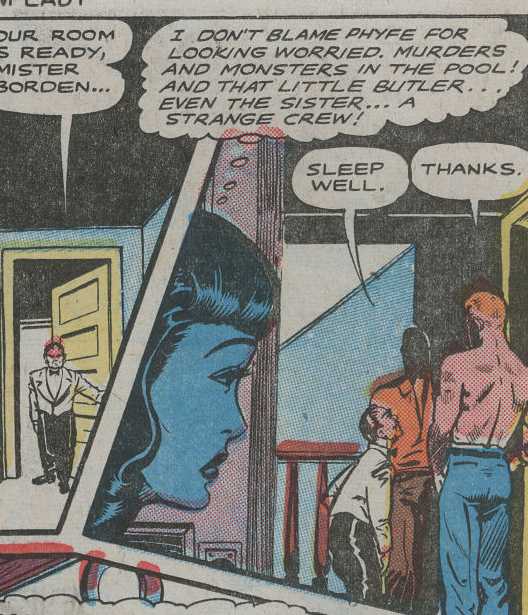 M LADY
OUR ROOM
S READY,
MISTER
BORDEN...
I DON'T BLAME PHYFE FOR
LOOKING WORRIED. MURDERS
AND MONSTERS IN THE POOL!
AND THAT LITTLE BUTLER...
EVEN THE SISTER... A
STRANGE CREW!
SLEEP
WELL.
THANKS.